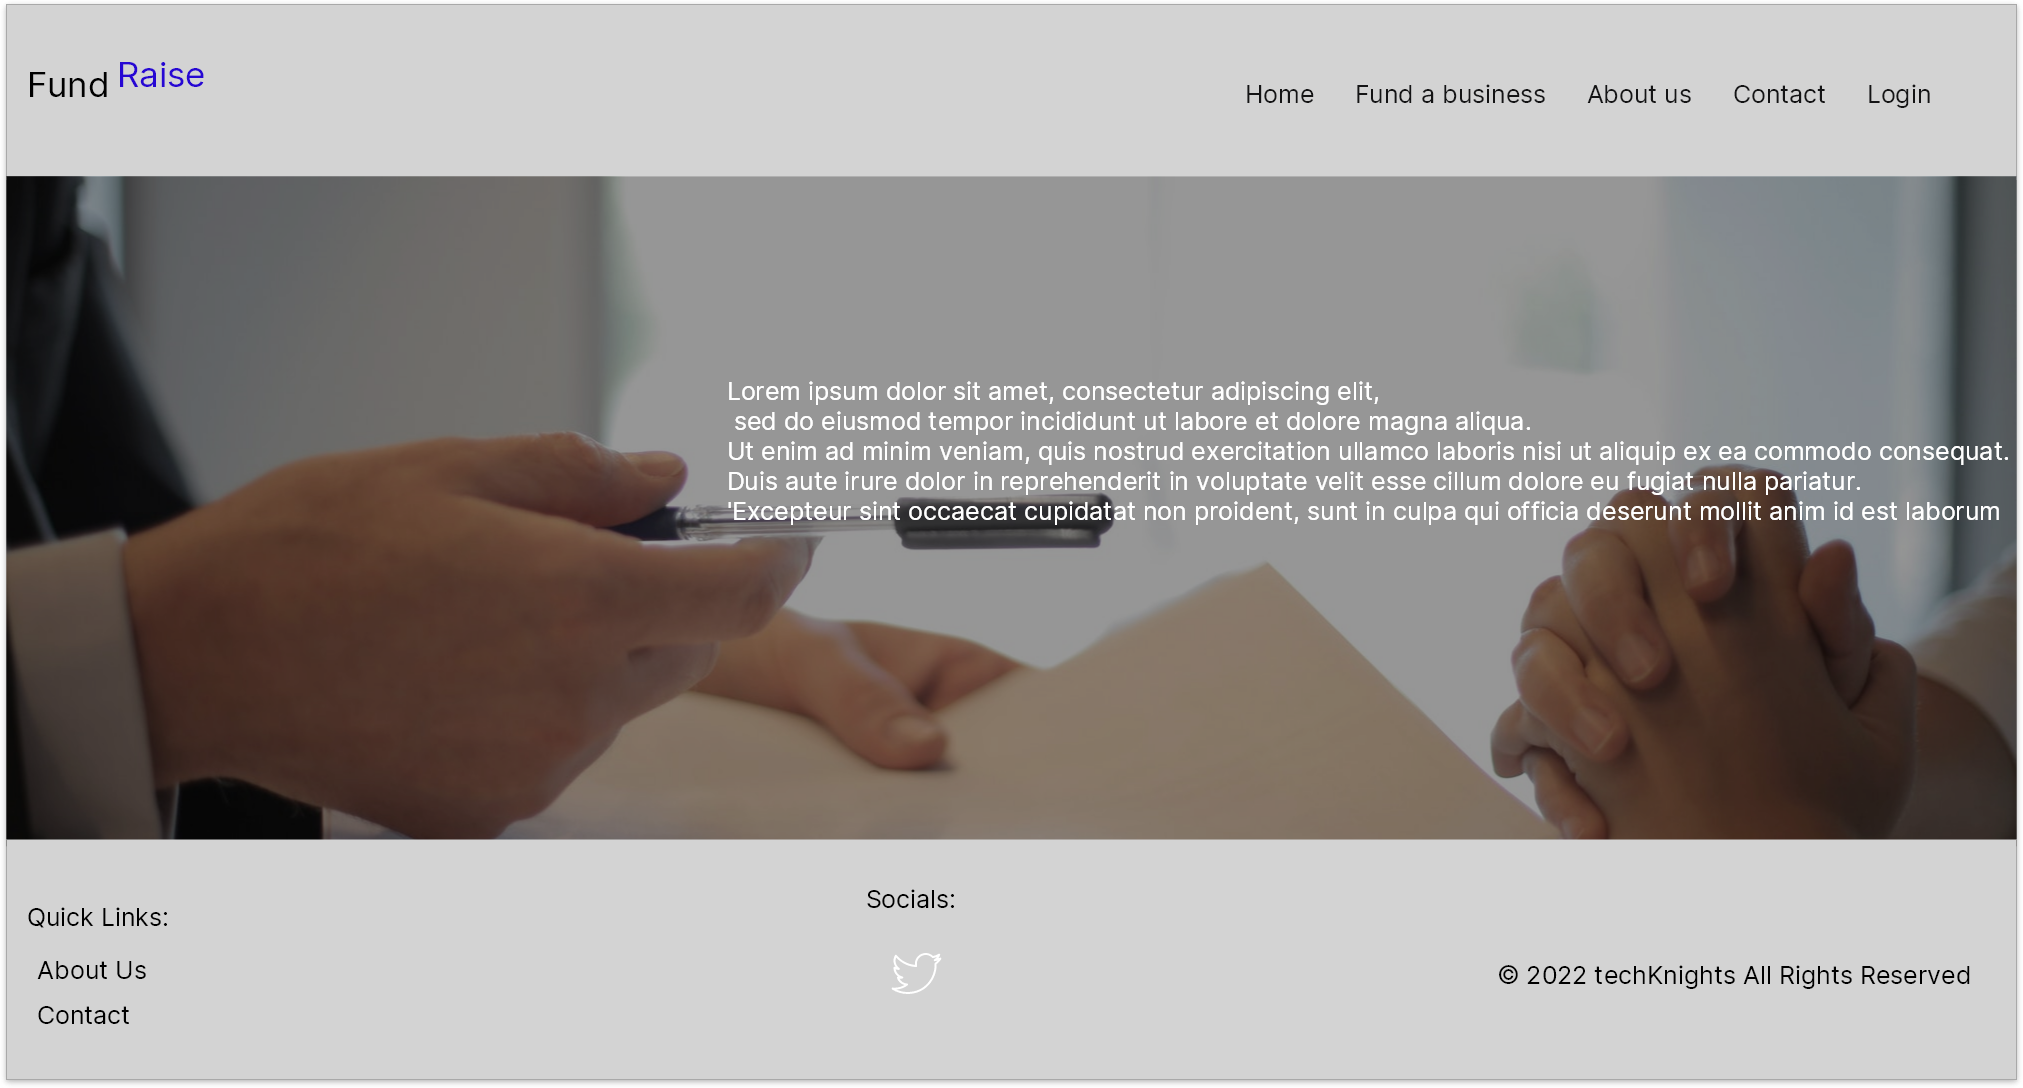 Fund Raise
Home Fund a business About us Contact Login
Lorem ipsum dolor sit amet, consectetur adipiscing elit,
sed do eiusmod tempor incididunt ut labore et dolore magna aliqua.
Ut enim ad minim veniam, quis nostrud exercitation ullamco laboris nisi ut aliquip ex ea commodo consequat.
Duis aute irure dolor in reprehenderit in voluptate velit esse cillum dolore eu fugiat nulla pariatur.
'Excepteur sint occaecat cupidatat non proident, sunt in culpa qui officia deserunt mollit anim id est laborum
Quick Links:
About Us
Contact
Socials:
© 2022 techKnights All Rights Reserved